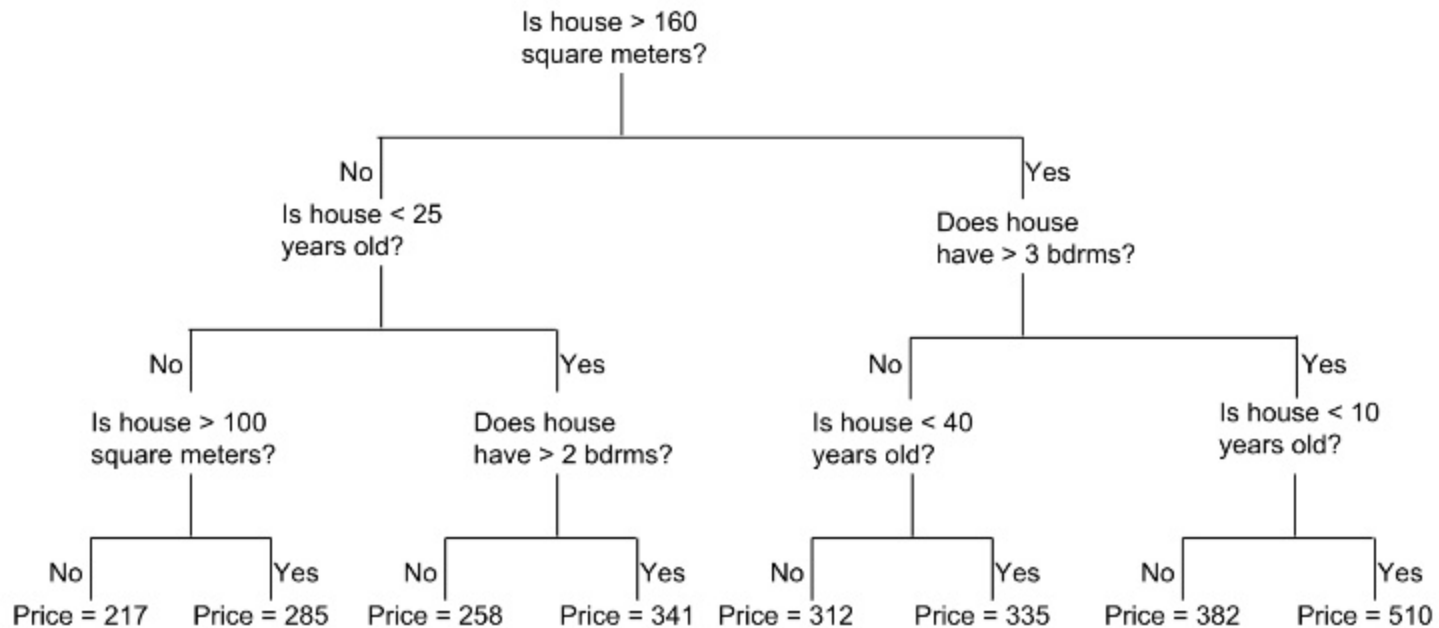 Is house > 160
square meters?
No
Yes
Is house < 25
years old?
Does house
have > 3 bdrms?
No
Yes
No
Yes
Is house > 100
square meters?
Does house
have > 2 bdrms?
Is house < 40
years old?
Is house < 10
years old?
No
Yes
No
Yes
No
Yes
No
Yes
Price = 217
Price = 285
Price = 258
Price = 341
Price = 312
Price = 335
Price = 382
Price = 510